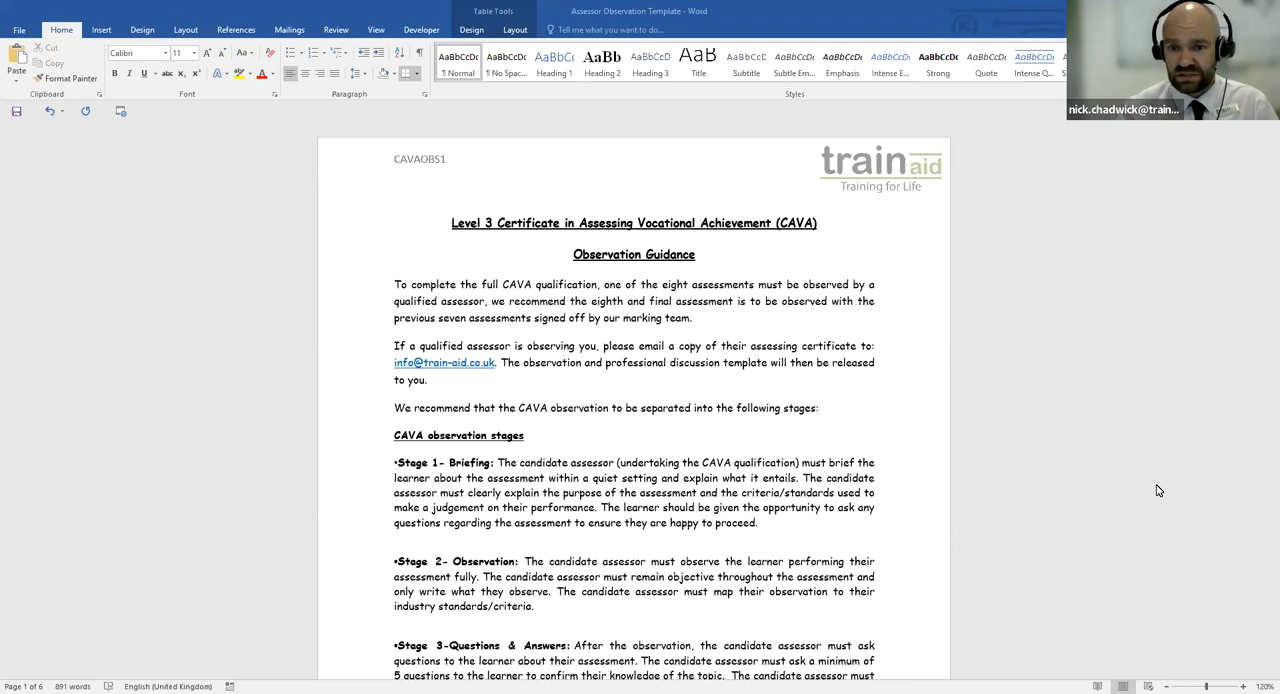 Table Tools
Assessor Observation Template - Word
File Home Insert Design Layout References Mailings Review View Developer Design Layout Tell me what you want to do...
Paste
Cut
Copy
Format Painter
Clipboard
Calibri 11
Font
Paragraph
AaBbCcDc AaBbCcDc AaBbCc AaBb AaBbCcD AaB AaBbCcD AaBbCcDt AaBbCcDt AaBbCcDt AaBbCcDc AaBbCcDt AaBbCcDt
¶ Normal ¶ No Spac... Heading 1 Heading 2 Heading 3 Title Subtitle Subtle Em... Emphasis Intense E... Strong Quote Intense Q...
Styles
nick.chadwick@train...
CAVAOBS1
train aid
Training for Life
Level 3 Certificate in Assessing Vocational Achievement (CAVA)
Observation Guidance
To complete the full CAVA qualification, one of the eight assessments must be observed by a
qualified assessor, we recommend the eighth and final assessment is to be observed with the
previous seven assessments signed off by our marking team.
If a qualified assessor is observing you, please email a copy of their assessing certificate to:
info@train-aid.co.uk. The observation and professional discussion template will then be released
to you.
We recommend that the CAVA observation to be separated into the following stages:
CAVA observation stages
•Stage 1- Briefing: The candidate assessor (undertaking the CAVA qualification) must brief the
learner about the assessment within a quiet setting and explain what it entails. The candidate
assessor must clearly explain the purpose of the assessment and the criteria/standards used to
make a judgement on their performance. The learner should be given the opportunity to ask any
questions regarding the assessment to ensure they are happy to proceed.
•Stage 2- Observation: The candidate assessor must observe the learner performing their
assessment fully. The candidate assessor must remain objective throughout the assessment and
only write what they observe. The candidate assessor must map their observation to their
industry standards/criteria.
•Stage 3-Questions & Answers: After the observation, the candidate assessor must ask
questions to the learner about their assessment. The candidate assessor must ask a minimum of
5 questions to the learner to confirm their knowledge of the topic. The candidate assessor must
Page 1 of 6 891 words English (United Kingdom) 120%